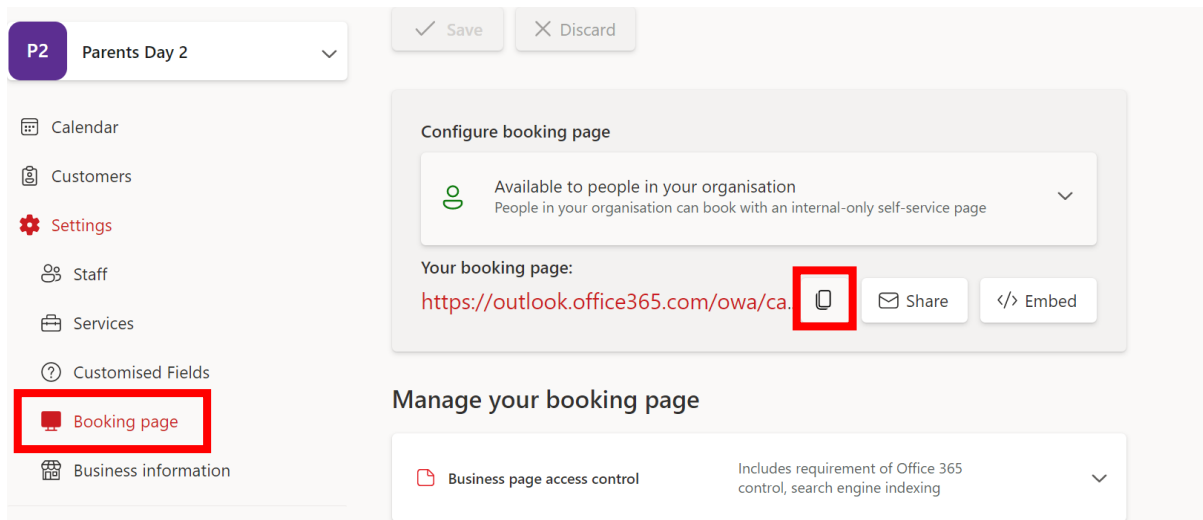 P2
Parents Day 2
Calendar
Customers
Settings
Staff
Services
Customised Fields
Booking page
Business information
Save
Discard
Configure booking page
Available to people in your organisation
People in your organisation can book with an internal-only self-service page
Your booking page:
https://outlook.office365.com/owa/ca...
Share
</> Embed
Manage your booking page
Business page access control
Includes requirement of Office 365
control, search engine indexing